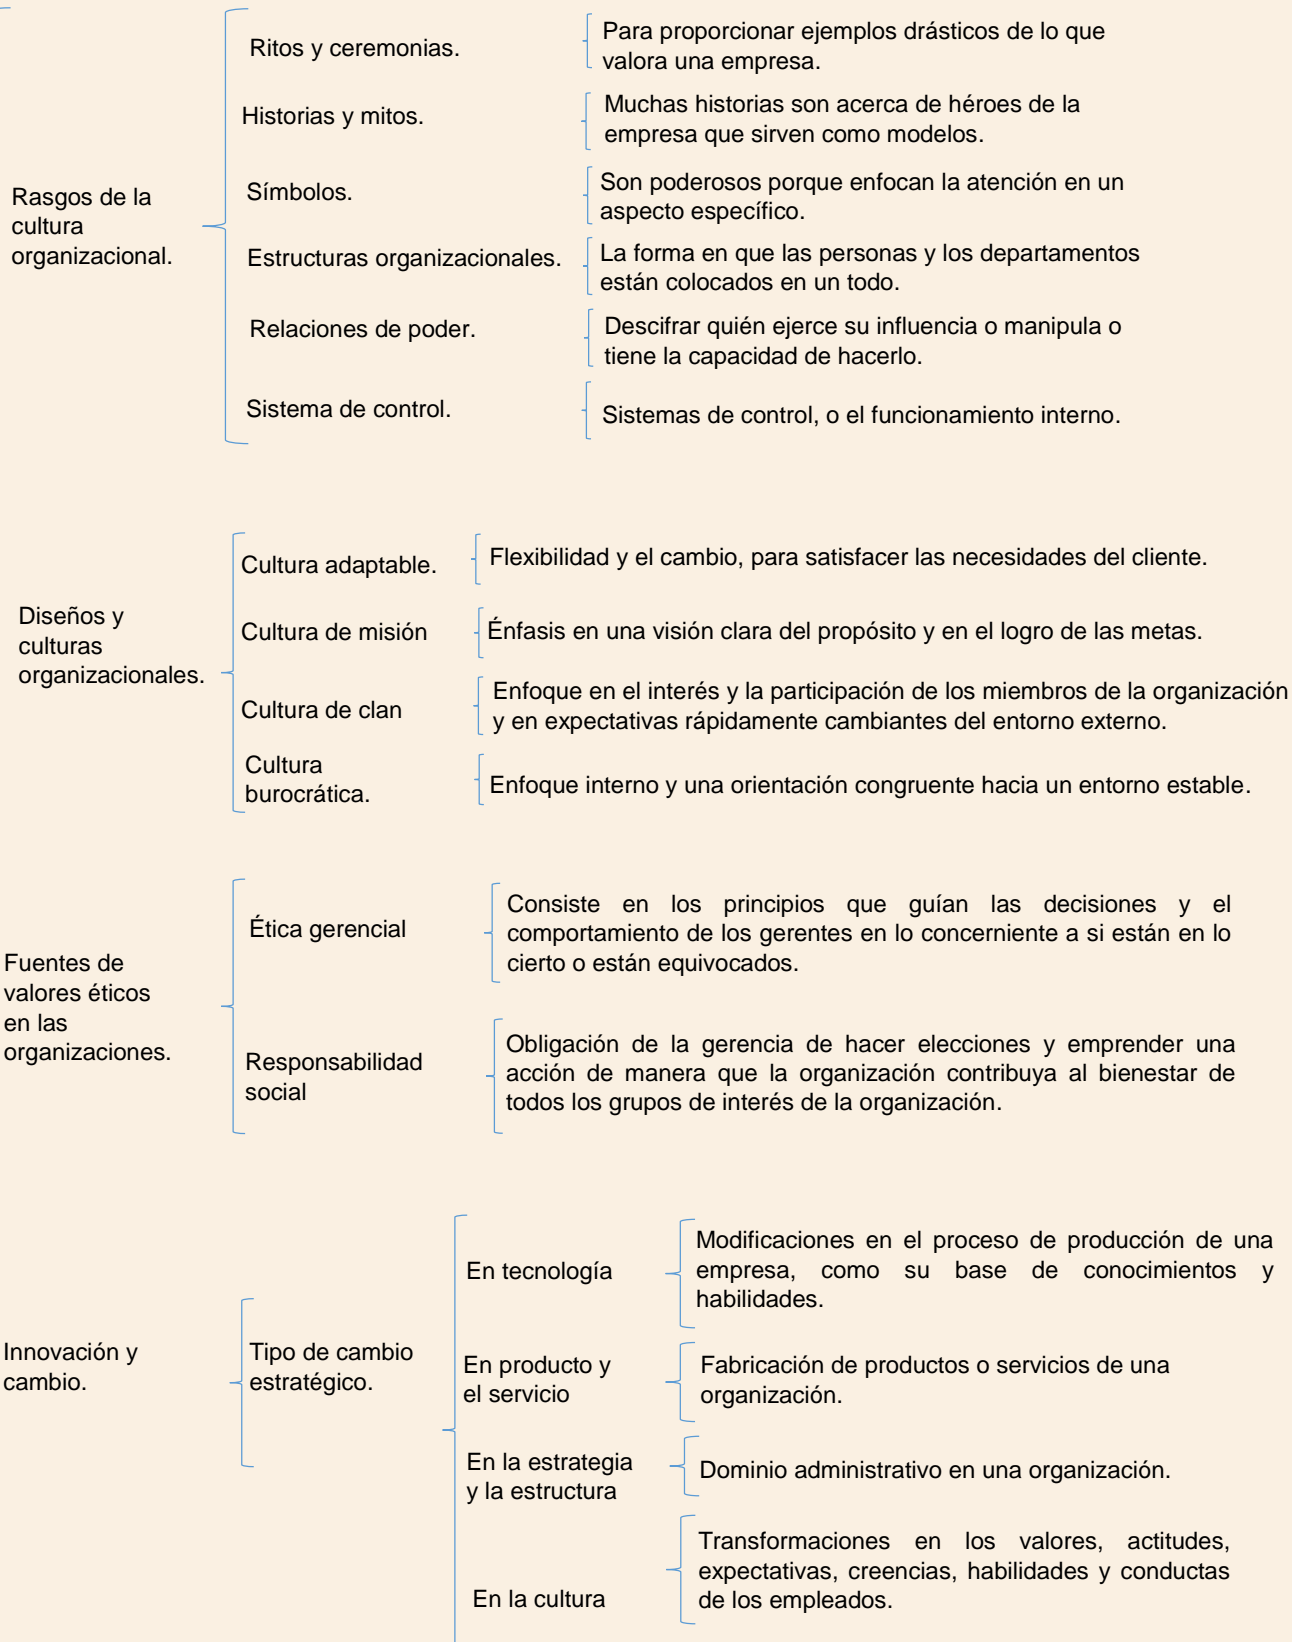 Rasgos de la
cultura
organizacional.
Ritos y ceremonias.
Para proporcionar ejemplos drásticos de lo que
valora una empresa.
Historias y mitos.
Muchas historias son acerca de héroes de la
empresa que sirven como modelos.
Símbolos.
Son poderosos porque enfocan la atención en un
aspecto específico.
Estructuras organizacionales.
La forma en que las personas y los departamentos
están colocados en un todo.
Relaciones de poder.
Descifrar quién ejerce su influencia o manipula o
tiene la capacidad de hacerlo.
Sistema de control.
Sistemas de control, o el funcionamiento interno.
Diseños y
culturas
organizacionales.
Cultura adaptable.
Flexibilidad y el cambio, para satisfacer las necesidades del cliente.
Cultura de misión
Énfasis en una visión clara del propósito y en el logro de las metas.
Cultura de clan
Enfoque en el interés y la participación de los miembros de la organización
y en expectativas rápidamente cambiantes del entorno externo.
Cultura
burocrática.
Enfoque interno y una orientación congruente hacia un entorno estable.
Fuentes de
valores éticos
en las
organizaciones.
Ética gerencial
Consiste en los principios que guían las decisiones y el
comportamiento de los gerentes en lo concerniente a si están en lo
cierto o están equivocados.
Responsabilidad
social
Obligación de la gerencia de hacer elecciones y emprender una
acción de manera que la organización contribuya al bienestar de
todos los grupos de interés de la organización.
Innovación y
cambio.
Tipo de cambio
estratégico.
En tecnología
Modificaciones en el proceso de producción de una
empresa, como su base de conocimientos y
habilidades.
En producto y
el servicio
Fabricación de productos o servicios de una
organización.
En la estrategia
y la estructura
Dominio administrativo en una organización.
En la cultura
Transformaciones en los valores, actitudes,
expectativas, creencias, habilidades y conductas
de los empleados.